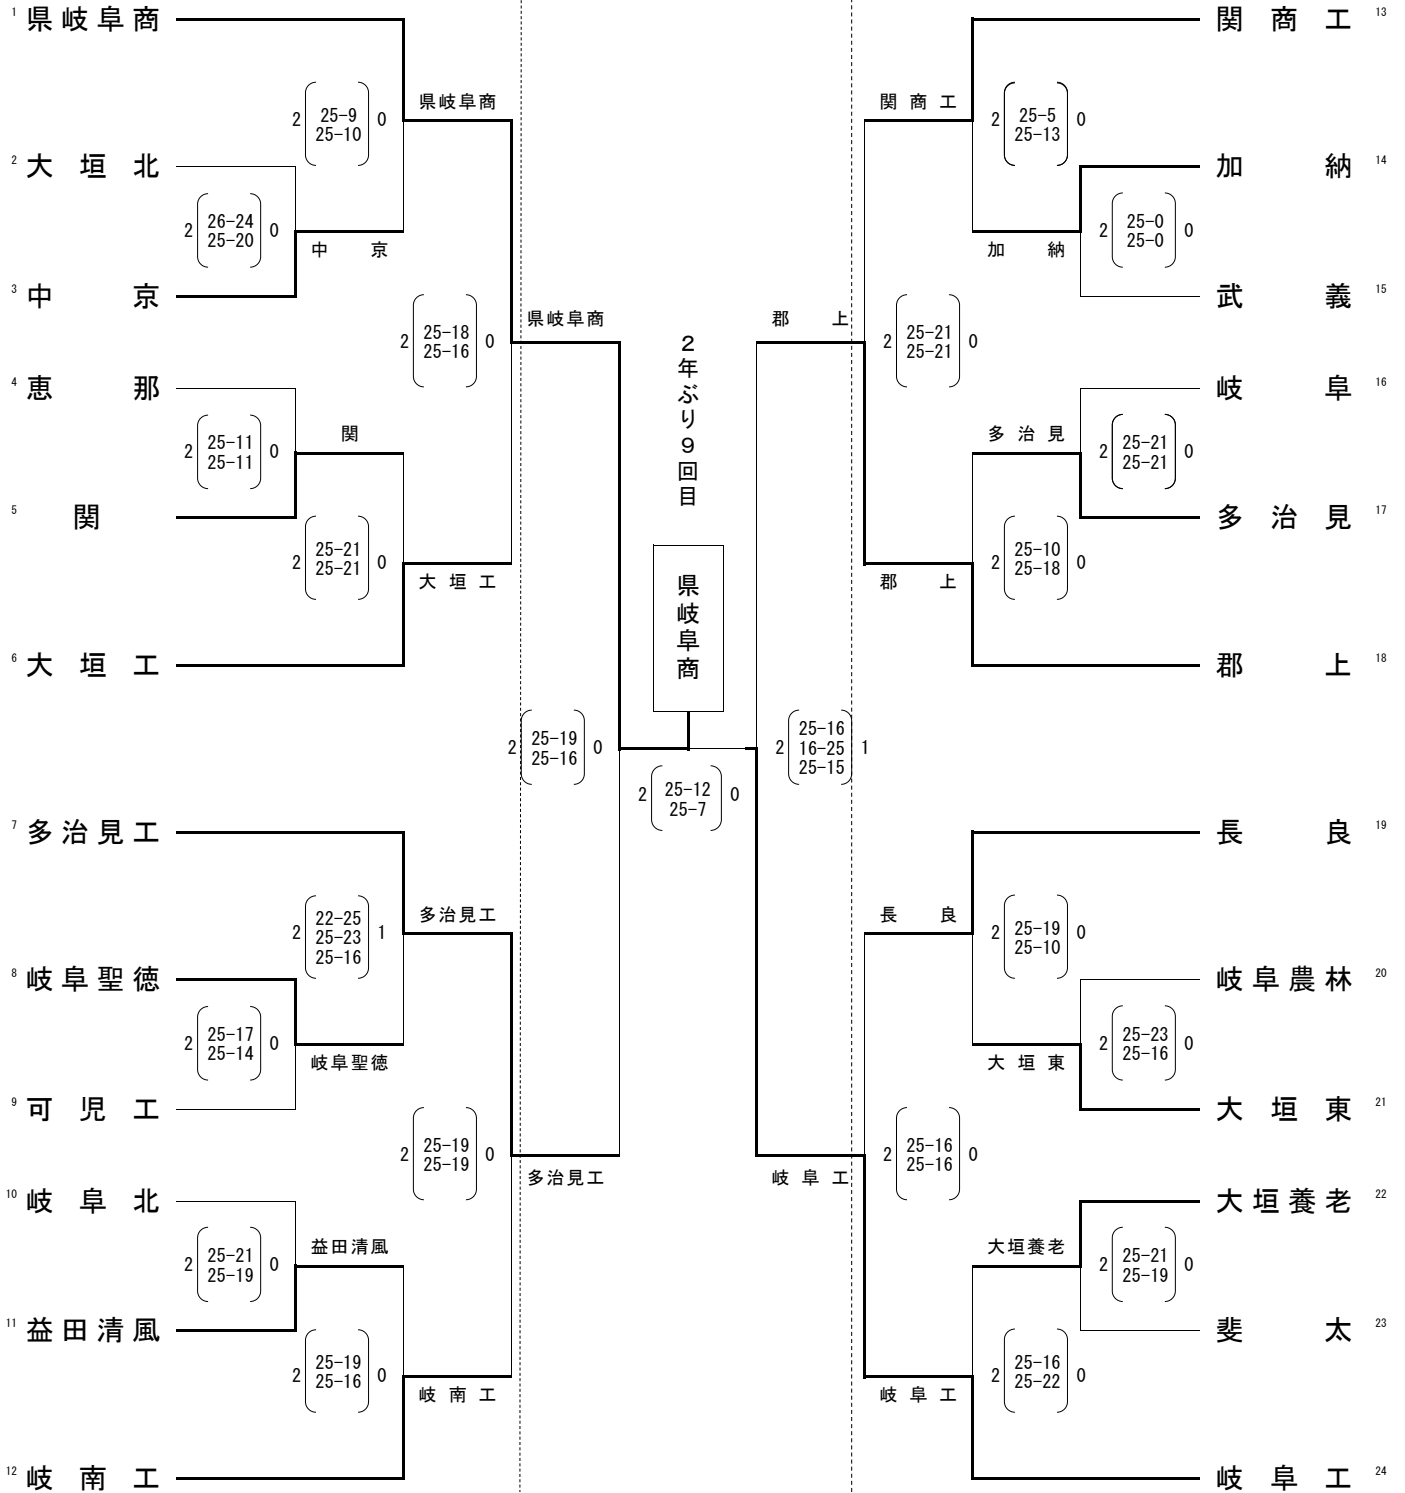 1 県岐阜商
県岐阜商
2 25-9 0
25-10
2 大垣北
2 26-24 0
25-20
中京
3 中京
2 25-18 0
25-16
県岐阜商
4 恵那
2 25-11 0
25-11
関
5 関
2 25-21 0
25-21
大垣工
6 大垣工
2 25-19 0
25-16
7 多治見工
多治見工
2 22-25 1
25-23
25-16
8 岐阜聖徳
2 25-17 0
25-14
岐阜聖徳
9 可児工
2 25-19 0
25-19
多治見工
10 岐阜北
2 25-21 0
25-19
益田清風
11 益田清風
2 25-19 0
25-16
岐南工
12 岐南工
2年ぶり9回目
県岐阜商
2 25-12 0
25-7
関商工 13
関商工
2 25-5 0
25-13
加納 14
2 25-0 0
25-0
加納
武義 15
郡上
2 25-21 0
25-21
岐阜 16
多治見
2 25-21 0
25-21
多治見 17
2 25-10 0
25-18
郡上
郡上 18
2 25-16 1
16-25
25-15
長良 19
長良
2 25-19 0
25-10
岐阜農林 20
2 25-23 0
25-16
大垣東
大垣東 21
2 25-16 0
25-16
岐阜工
大垣養老 22
大垣養老
2 25-21 0
25-19
斐太 23
2 25-16 0
25-22
岐阜工
岐阜工 24